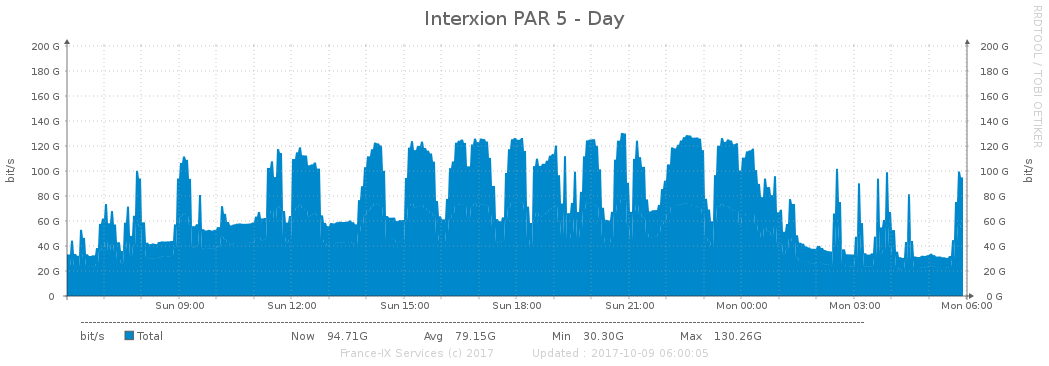 Interxion PAR 5 - Day
RRDTOOL / TOBI OETIKER
200 G 200 G
180 G 180 G
160 G 160 G
140 G 140 G
120 G 120 G
100 G 100 G
80 G 80 G
60 G 60 G
40 G 40 G
20 G 20 G
0 0 G
bit/s bit/s
Sun 09:00 Sun 12:00 Sun 15:00 Sun 18:00 Sun 21:00 Mon 00:00 Mon 03:00 Mon 06:00
bit/s Total Now 94.71G Avg 79.15G Min 30.30G Max 130.26G
France-IX Services (c) 2017 Updated : 2017-10-09 06:00:05